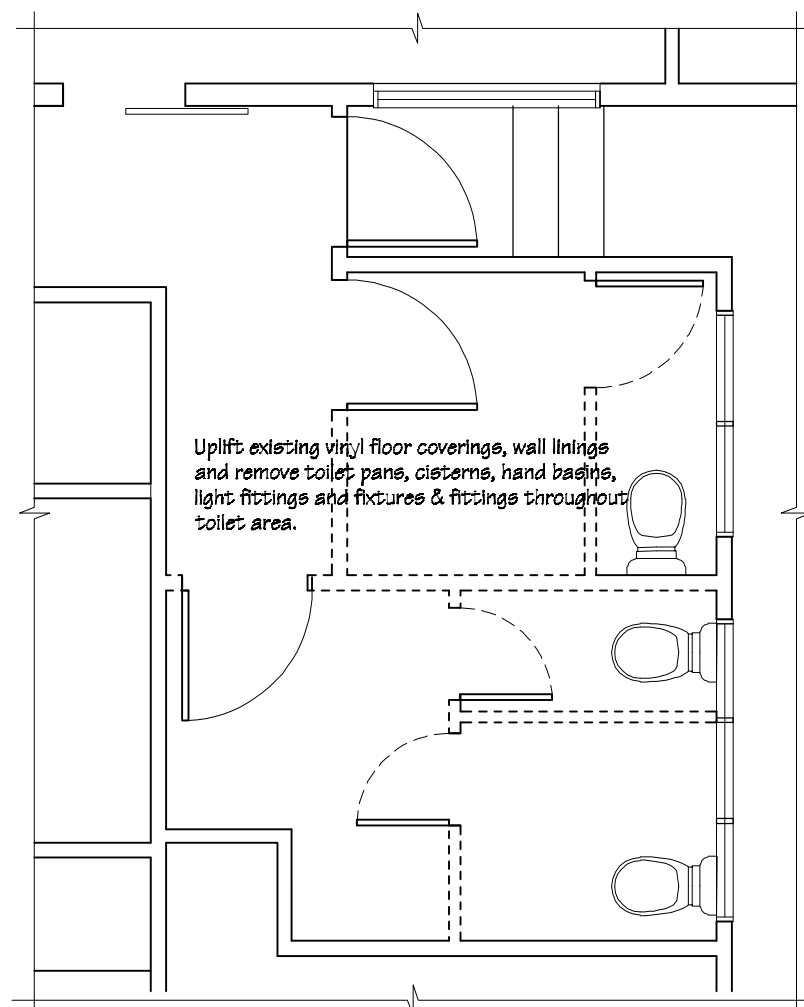 Uplift existing vinyl floor coverings, wall linings
and remove toilet pans, cisterns, hand basins,
light fittings and fixtures & fittings throughout
toilet area.